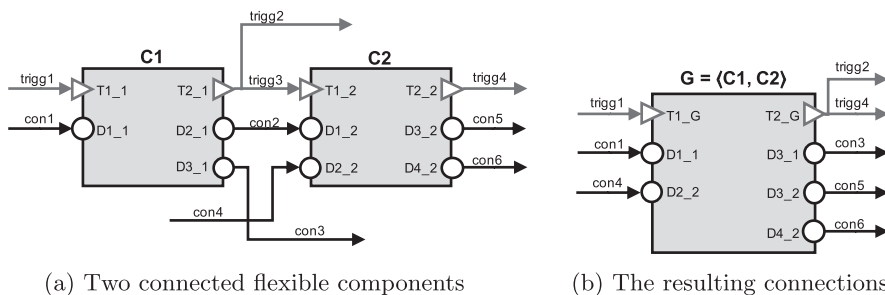 trigg2
C1
C2
trigg1
T1_1
T2_1
trigg3
T1_2
T2_2
trigg4
con1
D1_1
D2_1
con2
D1_2
D3_2
con5
D3_1
D2_2
D4_2
con6
con4
con3
(a) Two connected flexible components
G = ⟨C1, C2⟩
trigg2
trigg1
T1_G
T2_G
trigg4
con1
D1_1
D3_1
con3
con4
D2_2
D3_2
con5
D4_2
con6
(b) The resulting connections